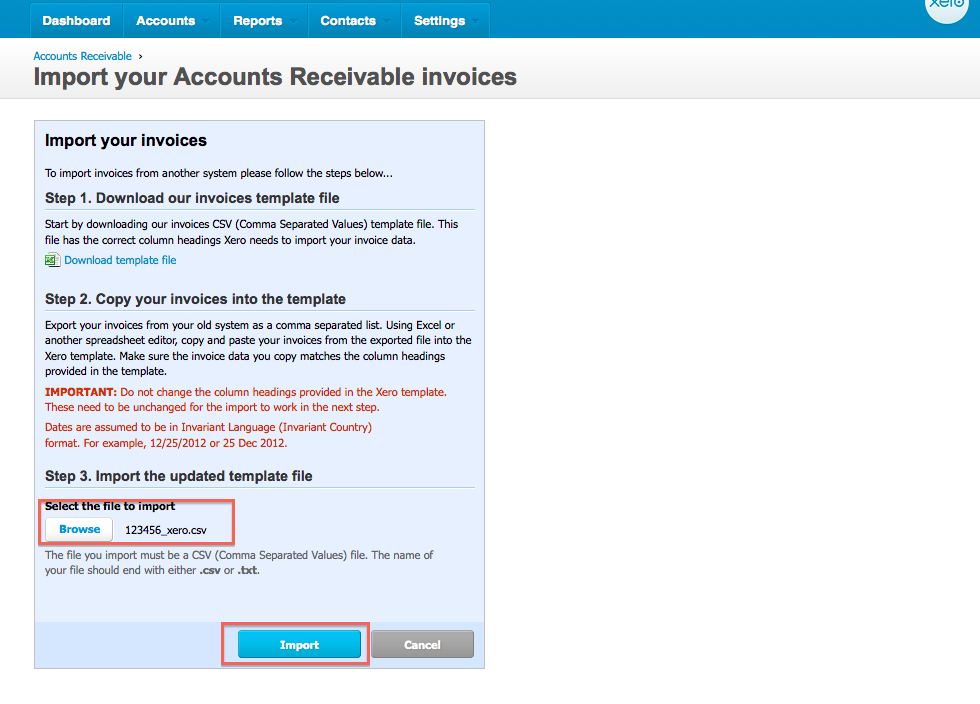 Dashboard Accounts Reports Contacts Settings
xero
Accounts Receivable ›
Import your Accounts Receivable invoices
Import your invoices
To import invoices from another system please follow the steps below...
Step 1. Download our invoices template file
Start by downloading our invoices CSV (Comma Separated Values) template file. This
file has the correct column headings Xero needs to import your invoice data.
Download template file
Step 2. Copy your invoices into the template
Export your invoices from your old system as a comma separated list. Using Excel or
another spreadsheet editor, copy and paste your invoices from the exported file into the
Xero template. Make sure the invoice data you copy matches the column headings
provided in the template.
IMPORTANT: Do not change the column headings provided in the Xero template.
These need to be unchanged for the import to work in the next step.
Dates are assumed to be in Invariant Language (Invariant Country)
format. For example, 12/25/2012 or 25 Dec 2012.
Step 3. Import the updated template file
Select the file to import
Browse 123456_xero.csv
The file you import must be a CSV (Comma Separated Values) file. The name of
your file should end with either .csv or .txt.
Import Cancel